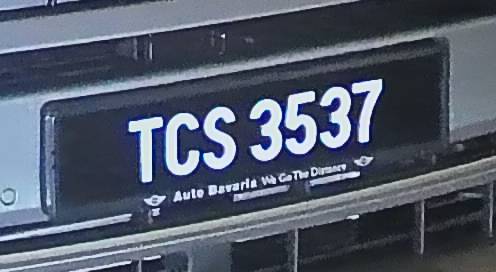 TCS 3537
Auto Bavaria We Go The Distance